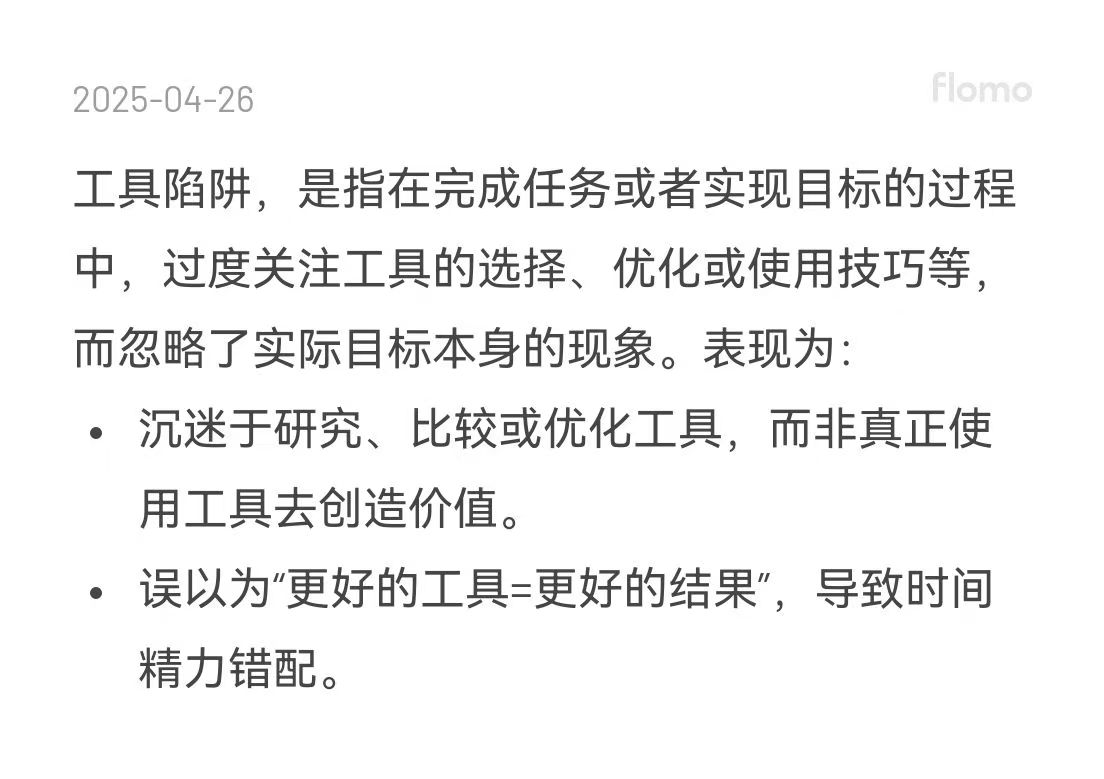 2025-04-26
flomo
工具陷阱，是指在完成任务或者实现目标的过程
中，过度关注工具的选择、优化或使用技巧等，
而忽略了实际目标本身的现象。表现为：
• 沉迷于研究、比较或优化工具，而非真正使
用工具去创造价值。
• 误以为“更好的工具=更好的结果”，导致时间
精力错配。